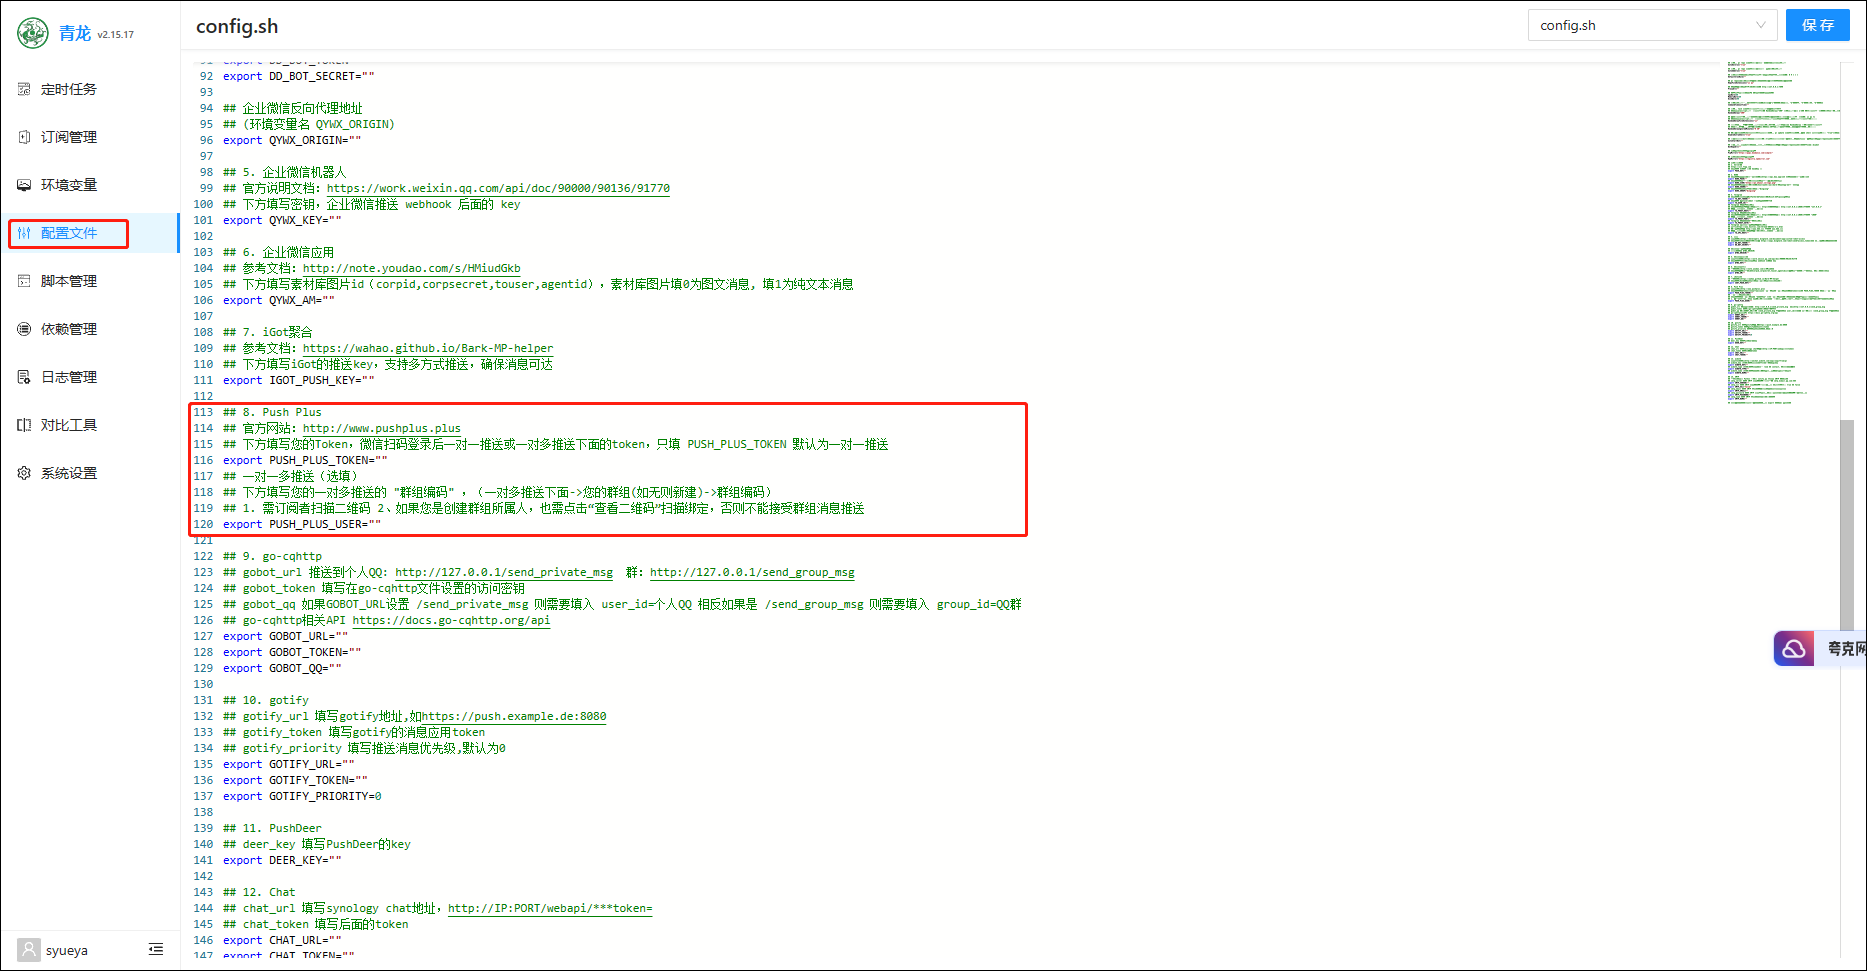 青龙 v2.15.17
定时任务
订阅管理
环境变量
配置文件
脚本管理
依赖管理
日志管理
对比工具
系统设置
syueya
config.sh
config.sh
保 存
91 export DD_BOT_TOKEN
92 export DD_BOT_SECRET=""
93
94 ## 企业微信反向代理地址
95 ## (环境变量名 QYWX_ORIGIN)
96 export QYWX_ORIGIN=""
97
98 ## 5. 企业微信机器人
99 ## 官方说明文档：https://work.weixin.qq.com/api/doc/90000/90136/91770
100 ## 下方填写密钥，企业微信推送 webhook 后面的 key
101 export QYWX_KEY=""
102
103 ## 6. 企业微信应用
104 ## 参考文档：http://note.youdao.com/s/HMiudGkb
105 ## 下方填写素材库图片id（corpid,corpsecret,touser,agentid），素材库图片填0为图文消息, 填1为纯文本消息
106 export QYWX_AM=""
107
108 ## 7. iGot聚合
109 ## 参考文档：https://wahao.github.io/Bark-MP-helper
110 ## 下方填写iGot的推送key，支持多方式推送，确保消息可达
111 export IGOT_PUSH_KEY=""
112
113 ## 8. Push Plus
114 ## 官方网站：http://www.pushplus.plus
115 ## 下方填写您的Token，微信扫码登录后一对一推送或一对多推送下面的token，只填 PUSH_PLUS_TOKEN 默认为一对一推送
116 export PUSH_PLUS_TOKEN=""
117 ## 一对一多推送（选填）
118 ## 下方填写您的一对多推送的 "群组编码" ，（一对多推送下面->您的群组(如无则新建)->群组编码）
119 ## 1. 需订阅者扫描二维码 2、如果您是创建群组所属人，也需点击“查看二维码”扫描绑定，否则不能接受群组消息推送
120 export PUSH_PLUS_USER=""
121
122 ## 9. go-cqhttp
123 ## gobot_url 推送到个人QQ: http://127.0.0.1/send_private_msg  群：http://127.0.0.1/send_group_msg
124 ## gobot_token 填写在go-cqhttp文件设置的访问密钥
125 ## gobot_qq 如果GOBOT_URL设置 /send_private_msg 则需要填入 user_id=个人QQ 相反如果是 /send_group_msg 则需要填入 group_id=QQ群
126 ## go-cqhttp相关API https://docs.go-cqhttp.org/api
127 export GOBOT_URL=""
128 export GOBOT_TOKEN=""
129 export GOBOT_QQ=""
130
131 ## 10. gotify
132 ## gotify_url 填写gotify地址,如https://push.example.de:8080
133 ## gotify_token 填写gotify的消息应用token
134 ## gotify_priority 填写推送消息优先级,默认为0
135 export GOTIFY_URL=""
136 export GOTIFY_TOKEN=""
137 export GOTIFY_PRIORITY=0
138
139 ## 11. PushDeer
140 ## deer_key 填写PushDeer的key
141 export DEER_KEY=""
142
143 ## 12. Chat
144 ## chat_url 填写synology chat地址，http://IP:PORT/webapi/***token=
145 ## chat_token 填写后面的token
146 export CHAT_URL=""
147 export CHAT_TOKEN=""
夸克网